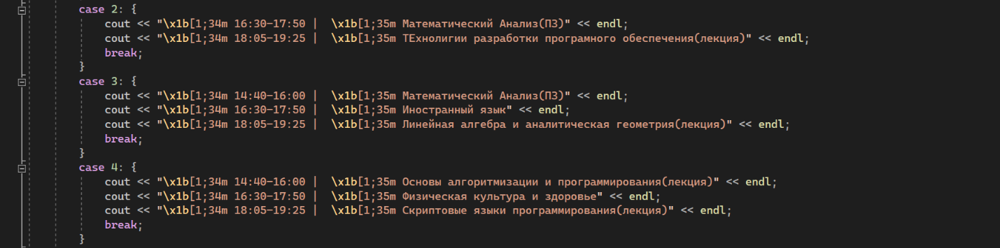 case 2: {
cout << "\x1b[1;34m 16:30-17:50 |  \x1b[1;35m Математический Анализ(ПЗ)" << endl;
cout << "\x1b[1;34m 18:05-19:25 |  \x1b[1;35m ТЕхнолигии разработки програмного обеспечения(лекция)" << endl;
break;
}
case 3: {
cout << "\x1b[1;34m 14:40-16:00 |  \x1b[1;35m Математический Анализ(ПЗ)" << endl;
cout << "\x1b[1;34m 16:30-17:50 |  \x1b[1;35m Иностранный язык" << endl;
cout << "\x1b[1;34m 18:05-19:25 |  \x1b[1;35m Линейная алгебра и аналитическая геометрия(лекция)" << endl;
break;
}
case 4: {
cout << "\x1b[1;34m 14:40-16:00 |  \x1b[1;35m Основы алгоритмизации и программирования(лекция)" << endl;
cout << "\x1b[1;34m 16:30-17:50 |  \x1b[1;35m Физическая культура и здоровье" << endl;
cout << "\x1b[1;34m 18:05-19:25 |  \x1b[1;35m Скриптовые языки программирования(лекция)" << endl;
break;
}